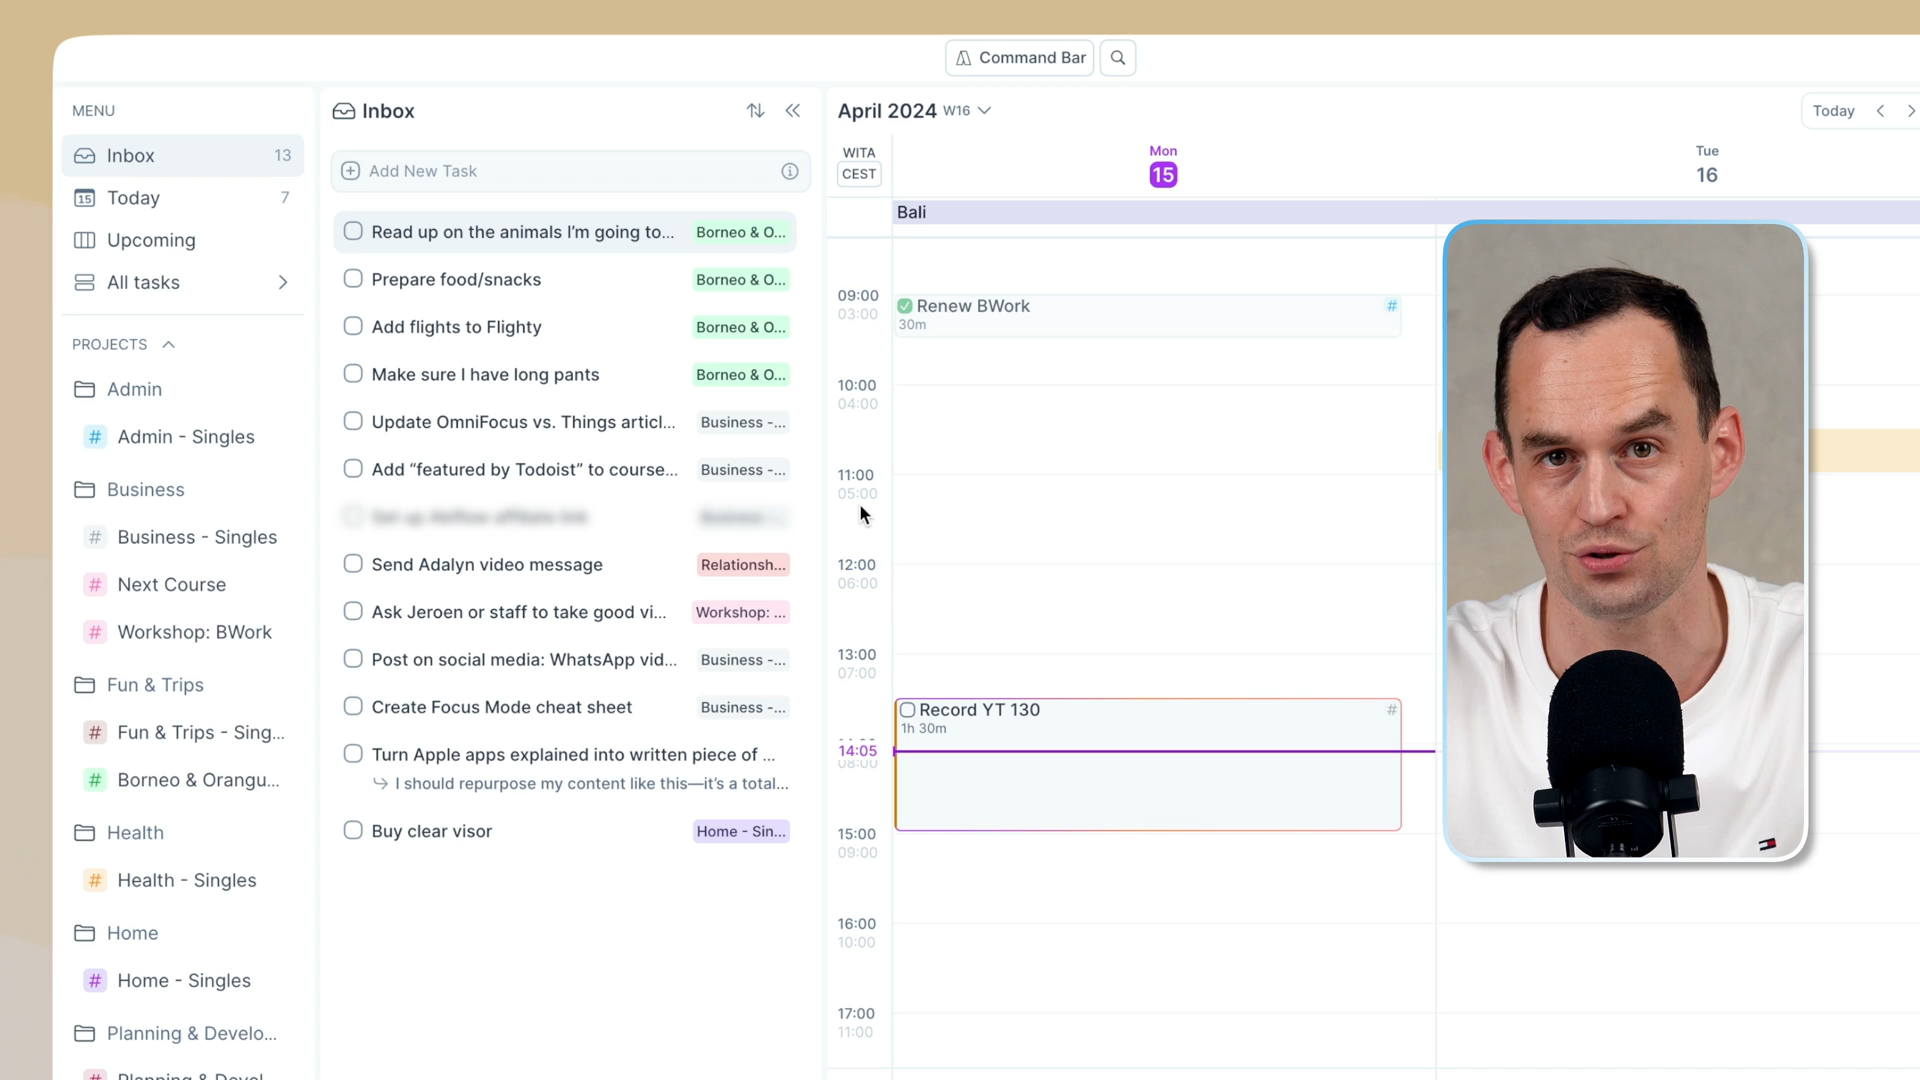 Command Bar
MENU
Inbox 13
15 Today 7
Upcoming
All tasks
PROJECTS
Admin
# Admin - Singles
Business
# Business - Singles
# Next Course
# Workshop: BWork
Fun & Trips
# Fun & Trips - Sing...
# Borneo & Orangu...
Health
# Health - Singles
Home
# Home - Singles
Planning & Develo...
Inbox
Add New Task
Read up on the animals I'm going to... Borneo & O...
Prepare food/snacks Borneo & O...
Add flights to Flighty Borneo & O...
Make sure I have long pants Borneo & O...
Update OmniFocus vs. Things articl... Business -...
Add “featured by Todoist” to course... Business -...
Send Adalyn video message Relationsh...
Ask Jeroen or staff to take good vi... Workshop: ...
Post on social media: WhatsApp vid... Business -...
Create Focus Mode cheat sheet Business -...
Turn Apple apps explained into written piece of ...
I should repurpose my content like this—it's a total...
Buy clear visor Home - Sin...
April 2024 W16
Today
WITA
CEST
Mon
15
Tue
16
Bali
09:00
03:00
Renew BWork #
30m
10:00
04:00
11:00
05:00
12:00
06:00
13:00
07:00
Record YT 130 #
1h 30m
14:05
08:00
15:00
09:00
16:00
10:00
17:00
11:00